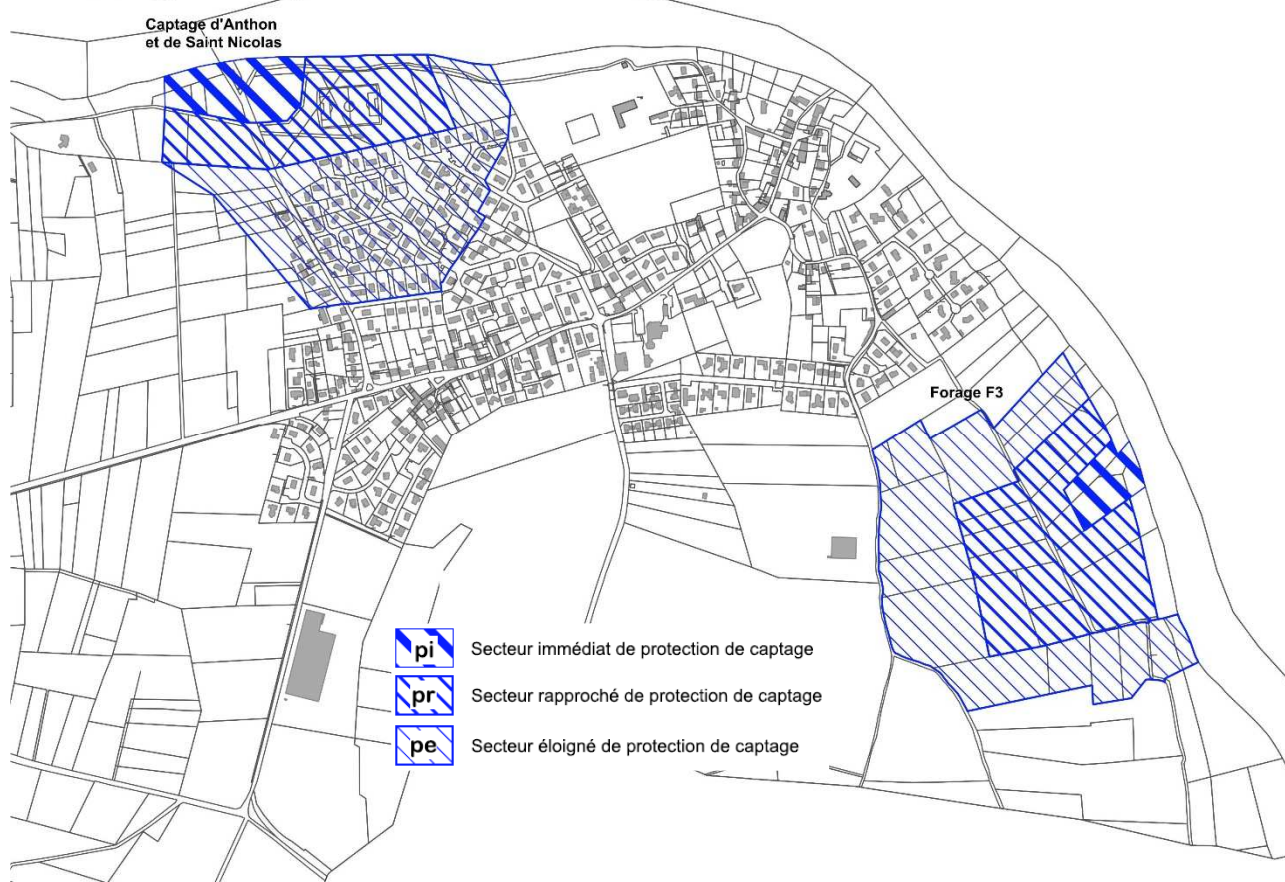 Captage d'Anthon
et de Saint Nicolas
Forage F3
pi Secteur immédiat de protection de captage
pr Secteur rapproché de protection de captage
pe Secteur éloigné de protection de captage